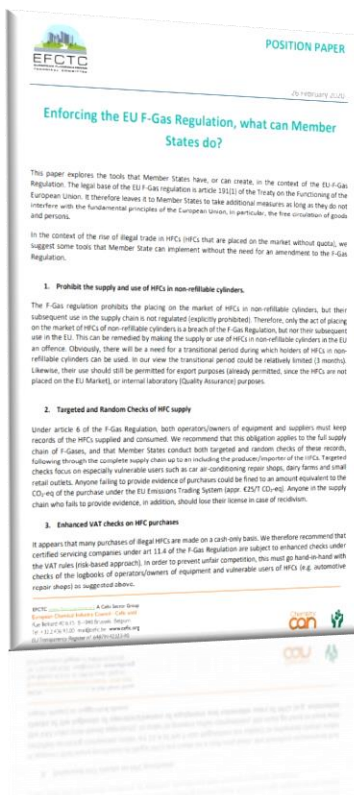 EFCTC
EUROPEAN FLUOROCARBONS
TECHNICAL COMMITTEE
POSITION PAPER
26 February 2020
Enforcing the EU F-Gas Regulation, what can Member
States do?
This paper explores the tools that Member States have, or can create, in the context of the EU F-Gas
Regulation. The legal base of the EU F-Gas regulation is article 191(1) of the Treaty on the Functioning of the
European Union. It therefore leaves it to Member States to take additional measures as long as they do not
interfere with the fundamental principles of the European Union, in particular, the free circulation of goods
and persons.
In the context of the rise of illegal trade in HFCs (HFCs that are placed on the market without quota), we
suggest some tools that Member State can implement without the need for an amendment to the F-Gas
Regulation.
1. Prohibit the supply and use of HFCs in non-refillable cylinders.
The F-Gas regulation prohibits the placing on the market of HFCs in non-refillable cylinders, but their
subsequent use in the supply chain is not regulated (explicitly prohibited). Therefore, only the act of placing
on the market of HFCs of non-refillable cylinders is a breach of the F-Gas Regulation, but not their subsequent
use in the EU. This can be remedied by making the supply or use of HFCs in non-refillable cylinders in the EU
an offence. Obviously, there will be a need for a transitional period during which holders of HFCs in non-
refillable cylinders can be used. In our view the transitional period could be relatively limited (3 months).
Likewise, their use should still be permitted for export purposes (already permitted, since the HFCs are not
placed on the EU Market), or internal laboratory (Quality Assurance) purposes.
2. Targeted and Random Checks of HFC supply
Under article 6 of the F-Gas Regulation, both operators/owners of equipment and suppliers must keep
records of the HFCs supplied and consumed. We recommend that this obligation applies to the full supply
chain of F-Gases, and that Member States conduct both targeted and random checks of these records,
following through the complete supply chain up to an including the producer/importer of the HFCs. Targeted
checks focus on especially vulnerable users such as car air-conditioning repair shops, dairy farms and small
retail outlets. Anyone failing to provide evidence of purchases could be fined to an amount equivalent to the
CO2-eq of the purchase under the EU Emissions Trading System (appr. €25/T CO2-eq). Anyone in the supply
chain who fails to provide evidence, in addition, should lose their license in case of recidivism.
3. Enhanced VAT checks on HFC purchases
It appears that many purchases of illegal HFCs are made on a cash-only basis. We therefore recommend that
certified servicing companies under art 11.4 of the F-Gas Regulation are subject to enhanced checks under
the VAT rules (risk-based approach). In order to prevent unfair competition, this must go hand-in-hand with
checks of the logbooks of operators/owners of equipment and vulnerable users of HFCs (e.g. automotive
repair shops) as suggested above.
EFCTC A Cefic Sector Group
European Chemical Industry Council - Cefic aisbl
www.cefic.org
Chemistry
can